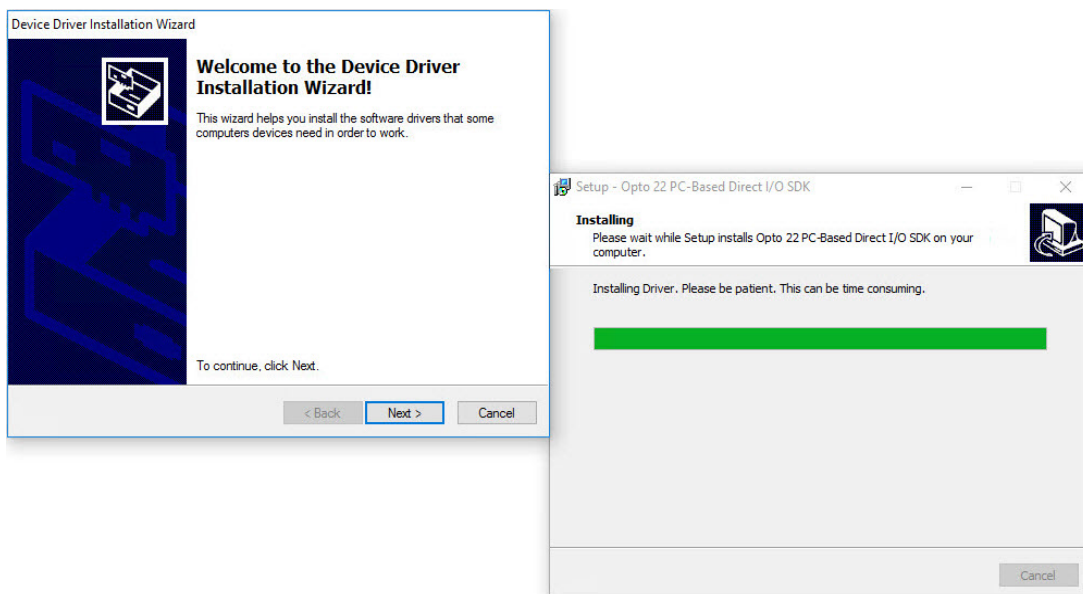 Device Driver Installation Wizard
Welcome to the Device Driver
Installation Wizard!
This wizard helps you install the software drivers that some
computers devices need in order to work.
To continue, click Next.
< Back
Next >
Cancel
Setup - Opto 22 PC-Based Direct I/O SDK
Installing
Please wait while Setup installs Opto 22 PC-Based Direct I/O SDK on your
computer.
Installing Driver. Please be patient. This can be time consuming.
Cancel